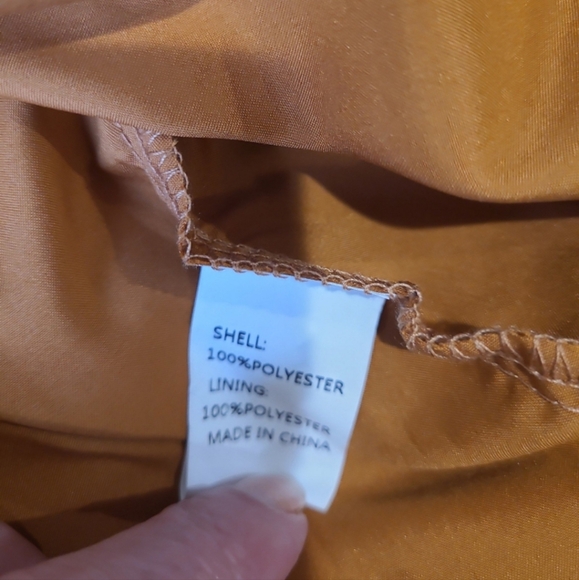 SHELL:
100%POLYESTER
LINING:
100%POLYESTER
MADE IN CHINA